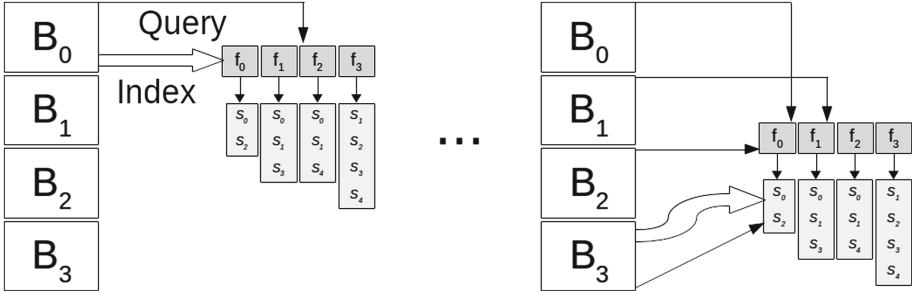 B0 Query
f0 f1 f2 f3
Index
B1
s0 s0 s0 s1
s2 s1 s1 s2
s3 s4 s3
s4
B2
B3
...
B0
B1
f0 f1 f2 f3
B2
s0 s0 s0 s1
s2 s1 s1 s2
s3 s4 s3
s4
B3